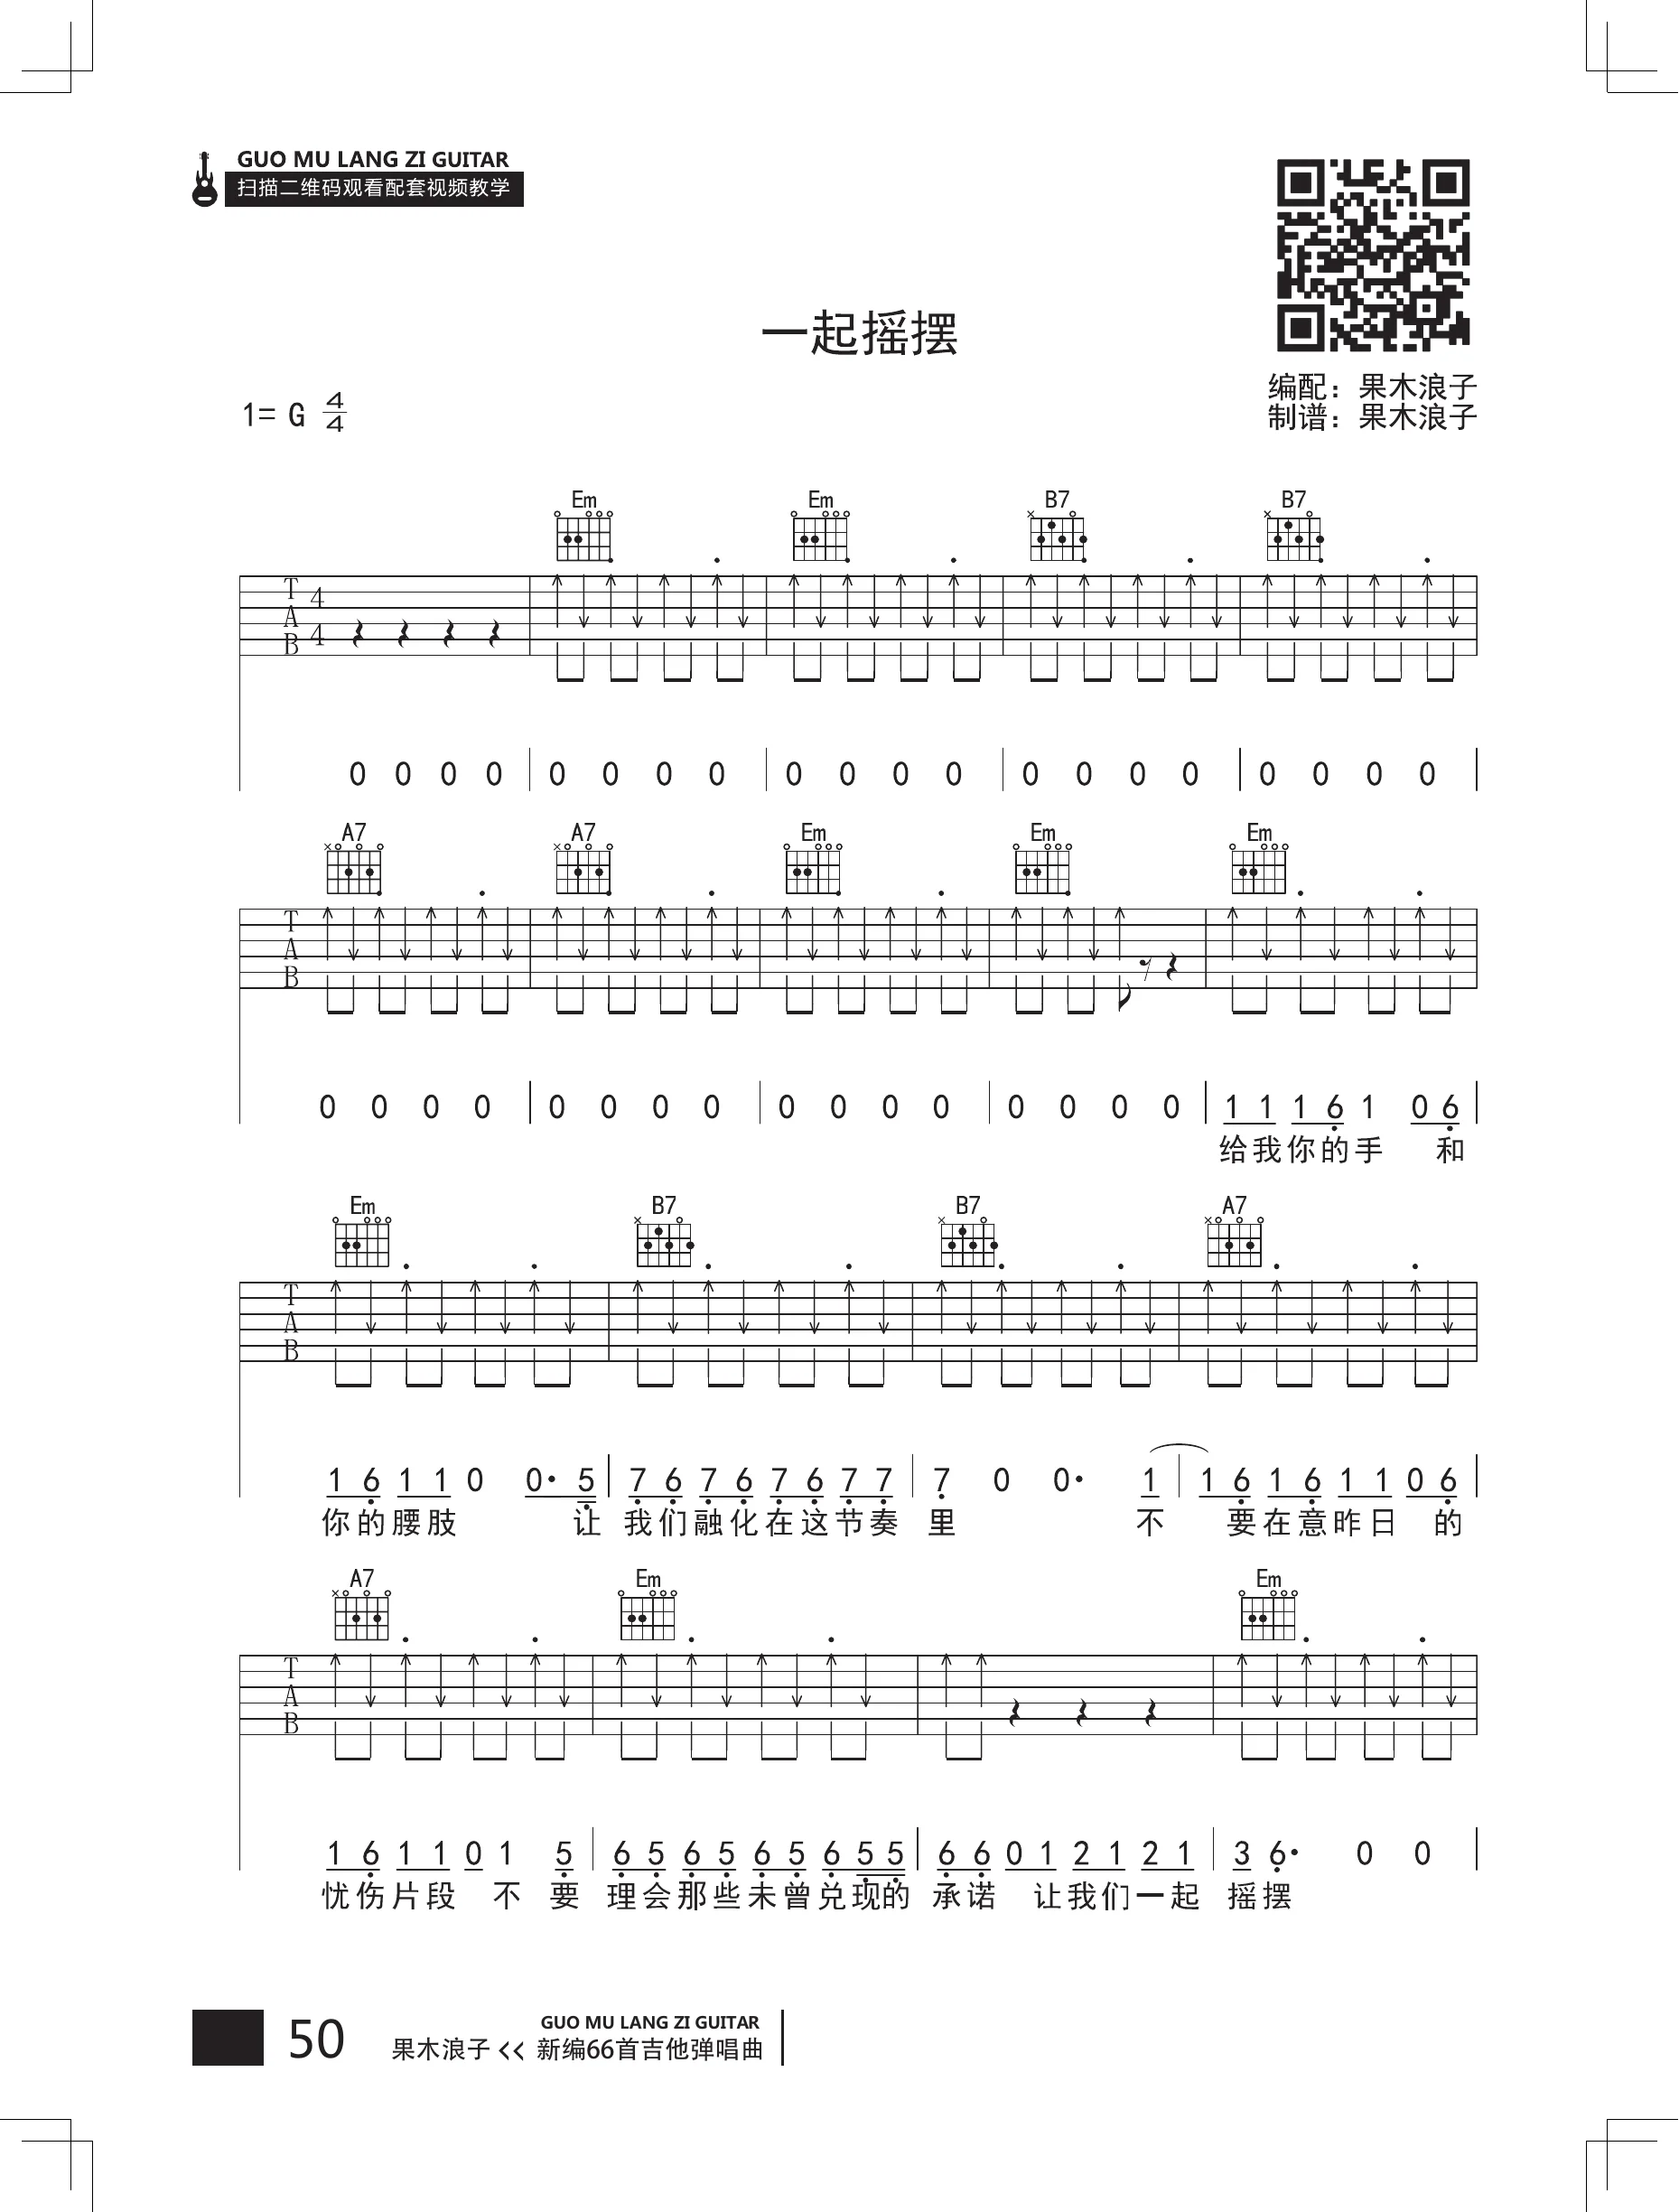 GUO MU LANG ZI GUITAR
扫描二维码观看配套视频教学
一起摇摆
1= G 4/4
编配：果木浪子
制谱：果木浪子
Em Em B7 B7
T A B 4 4
0 0 0 0 0 0 0 0 0 0 0 0 0 0 0 0 0 0 0 0
A7 A7 Em Em Em
T A B
0 0 0 0 0 0 0 0 0 0 0 0 0 0 0 0 1 1 1 6 1 0 6
给我你的手 和
Em B7 B7 A7
T A B
1 6 1 1 0 0· 5 7 6 7 6 7 6 7 7 7 0 0· 1 1 6 1 6 1 1 0 6
你的腰肢 让 我们融化在这节奏 里 不 要在意昨日 的
A7 Em Em
T A B
1 6 1 1 0 1 5 6 5 6 5 6 5 6 5 5 6 6 0 1 2 1 2 1 3 6· 0 0
忧伤片段 不 要 理会那些未曾兑现的 承诺 让我们一起 摇摆
50
GUO MU LANG ZI GUITAR
果木浪子 << 新编66首吉他弹唱曲